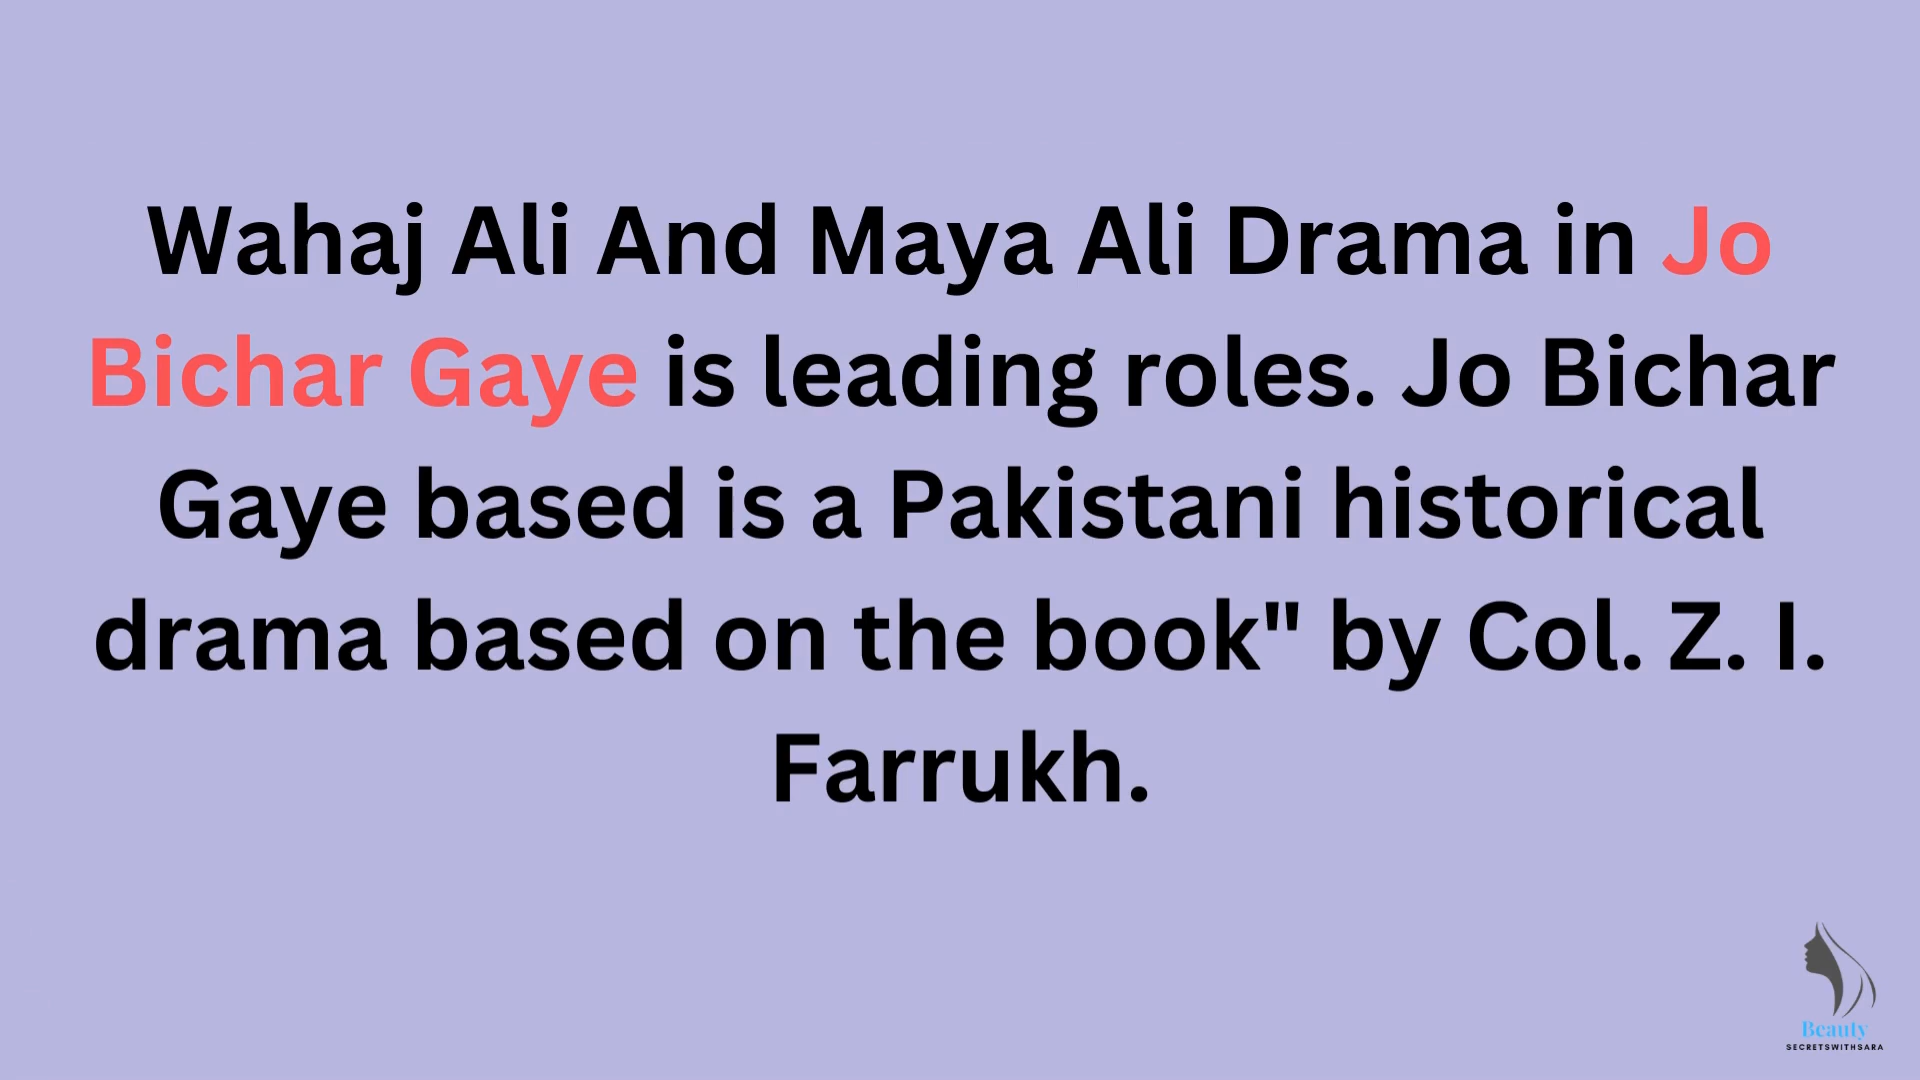 Wahaj Ali And Maya Ali Drama in Jo
Bichar Gaye is leading roles. Jo Bichar
Gaye based is a Pakistani historical
drama based on the book" by Col. Z. I.
Farrukh.
Beauty
SECRETSWITHSARA